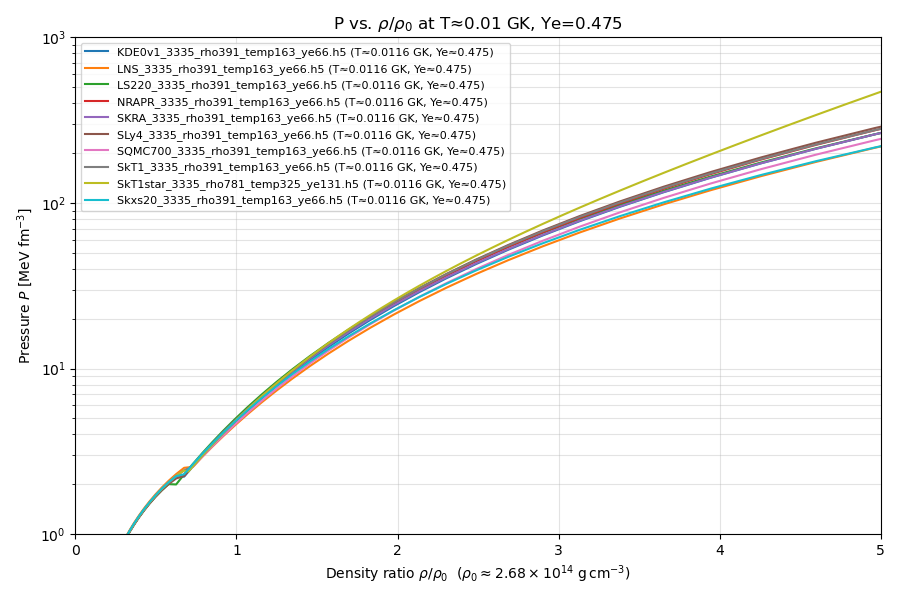 P vs. ρ/ρ₀ at T≈0.01 GK, Ye=0.475
KDE0v1_3335_rho391_temp163_ye66.h5 (T≈0.0116 GK, Ye≈0.475)
LNS_3335_rho391_temp163_ye66.h5 (T≈0.0116 GK, Ye≈0.475)
LS220_3335_rho391_temp163_ye66.h5 (T≈0.0116 GK, Ye≈0.475)
NRAPR_3335_rho391_temp163_ye66.h5 (T≈0.0116 GK, Ye≈0.475)
SKRA_3335_rho391_temp163_ye66.h5 (T≈0.0116 GK, Ye≈0.475)
SLy4_3335_rho391_temp163_ye66.h5 (T≈0.0116 GK, Ye≈0.475)
SQMC700_3335_rho391_temp163_ye66.h5 (T≈0.0116 GK, Ye≈0.475)
SkT1_3335_rho391_temp163_ye66.h5 (T≈0.0116 GK, Ye≈0.475)
SkT1star_3335_rho781_temp325_ye131.h5 (T≈0.0116 GK, Ye≈0.475)
Skxs20_3335_rho391_temp163_ye66.h5 (T≈0.0116 GK, Ye≈0.475)
Pressure P [MeV fm⁻³]
10³
10²
10¹
10⁰
0 1 2 3 4 5
Density ratio ρ/ρ₀ (ρ₀ ≈ 2.68 × 10¹⁴ g cm⁻³)